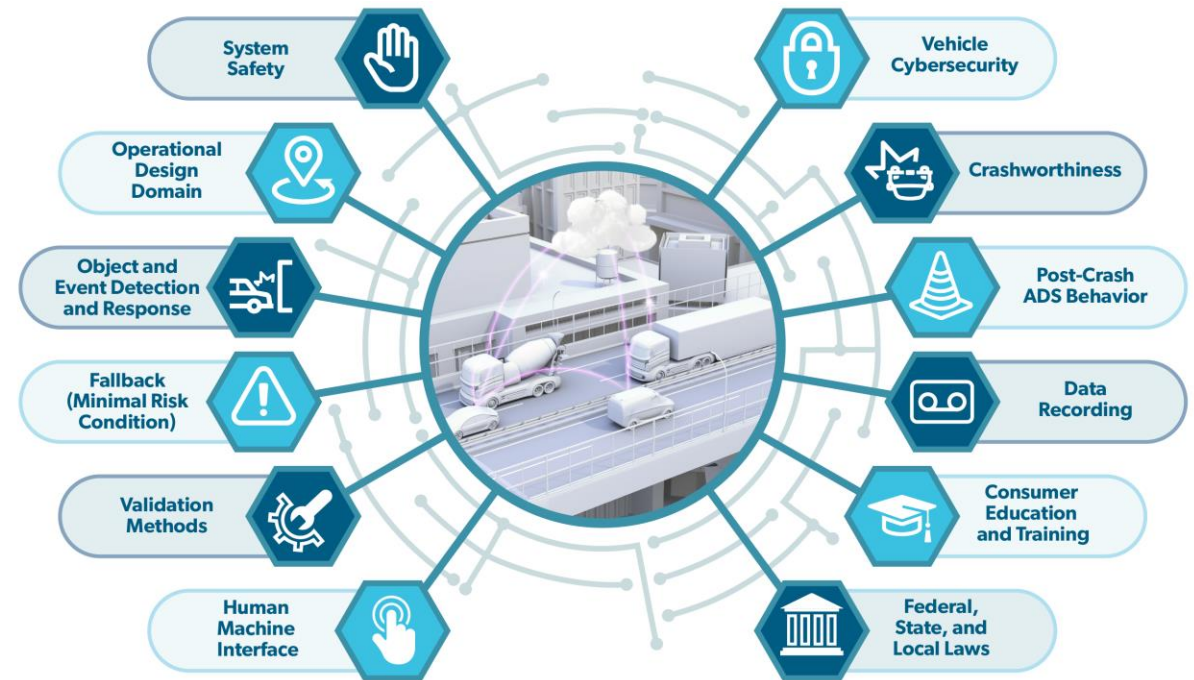 System
Safety
Operational
Design
Domain
Object and
Event Detection
and Response
Fallback
(Minimal Risk
Condition)
Validation
Methods
Human
Machine
Interface
Vehicle
Cybersecurity
Crashworthiness
Post-Crash
ADS Behavior
Data
Recording
Consumer
Education
and Training
Federal,
State, and
Local Laws